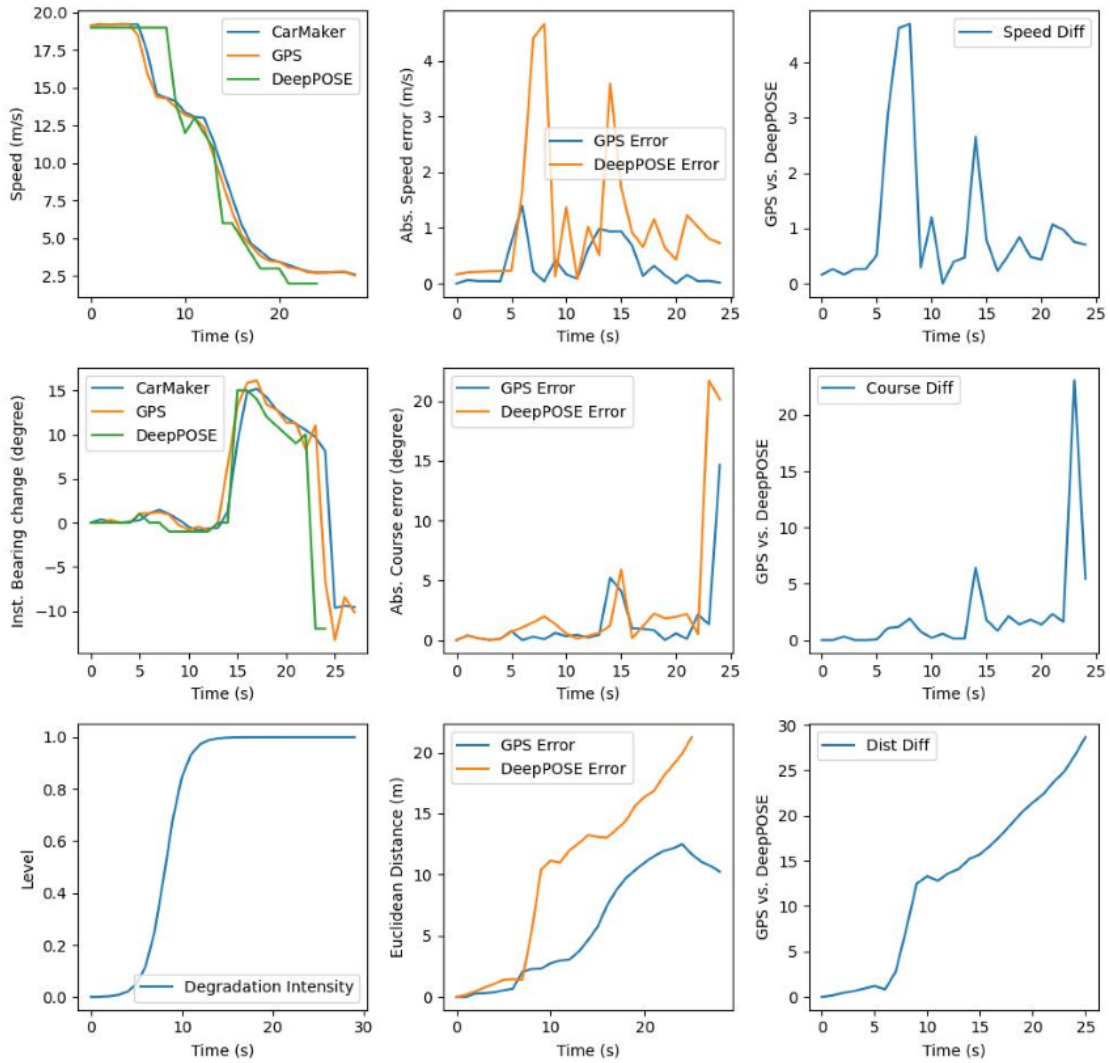 20.0
17.5
15.0
12.5
10.0
7.5
5.0
2.5
Speed (m/s)
CarMaker
GPS
DeepPOSE
0 10 20
Time (s)
4
3
2
1
0
Abs. Speed error (m/s)
GPS Error
DeepPOSE Error
0 5 10 15 20 25
Time (s)
4
3
2
1
0
GPS vs. DeepPOSE
Speed Diff
0 5 10 15 20 25
Time (s)
15
10
5
0
−5
−10
Inst. Bearing change (degree)
CarMaker
GPS
DeepPOSE
0 5 10 15 20 25
Time (s)
20
15
10
5
0
Abs. Course error (degree)
GPS Error
DeepPOSE Error
0 5 10 15 20 25
Time (s)
20
15
10
5
0
GPS vs. DeepPOSE
Course Diff
0 5 10 15 20 25
Time (s)
1.0
0.8
0.6
0.4
0.2
0.0
Level
Degradation Intensity
0 10 20 30
Time (s)
20
15
10
5
0
Euclidean Distance (m)
GPS Error
DeepPOSE Error
0 10 20
Time (s)
30
25
20
15
10
5
0
GPS vs. DeepPOSE
Dist Diff
0 5 10 15 20 25
Time (s)